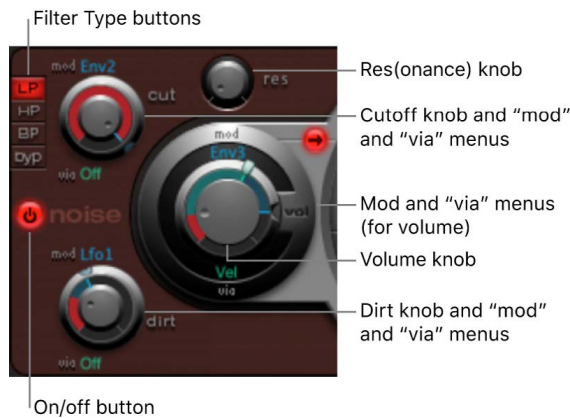 Filter Type buttons
mod Env2
LP
HP
BP
byp
cut
res
Res(onance) knob
Cutoff knob and “mod”
and “via” menus
via Off
mod
Env3
vol
Vel
via
Mod and “via” menus
(for volume)
Volume knob
noise
mod Lfo1
dirt
via Off
Dirt knob and “mod”
and “via” menus
On/off button